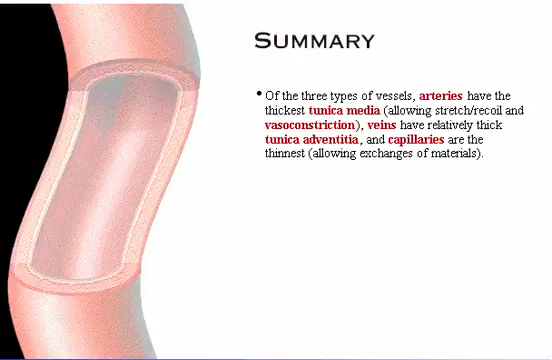 SUMMARY
• Of the three types of vessels, arteries have the
thickest tunica media (allowing stretch/recoil and
vasoconstriction), veins have relatively thick
tunica adventitia, and capillaries are the
thinnest (allowing exchanges of materials).